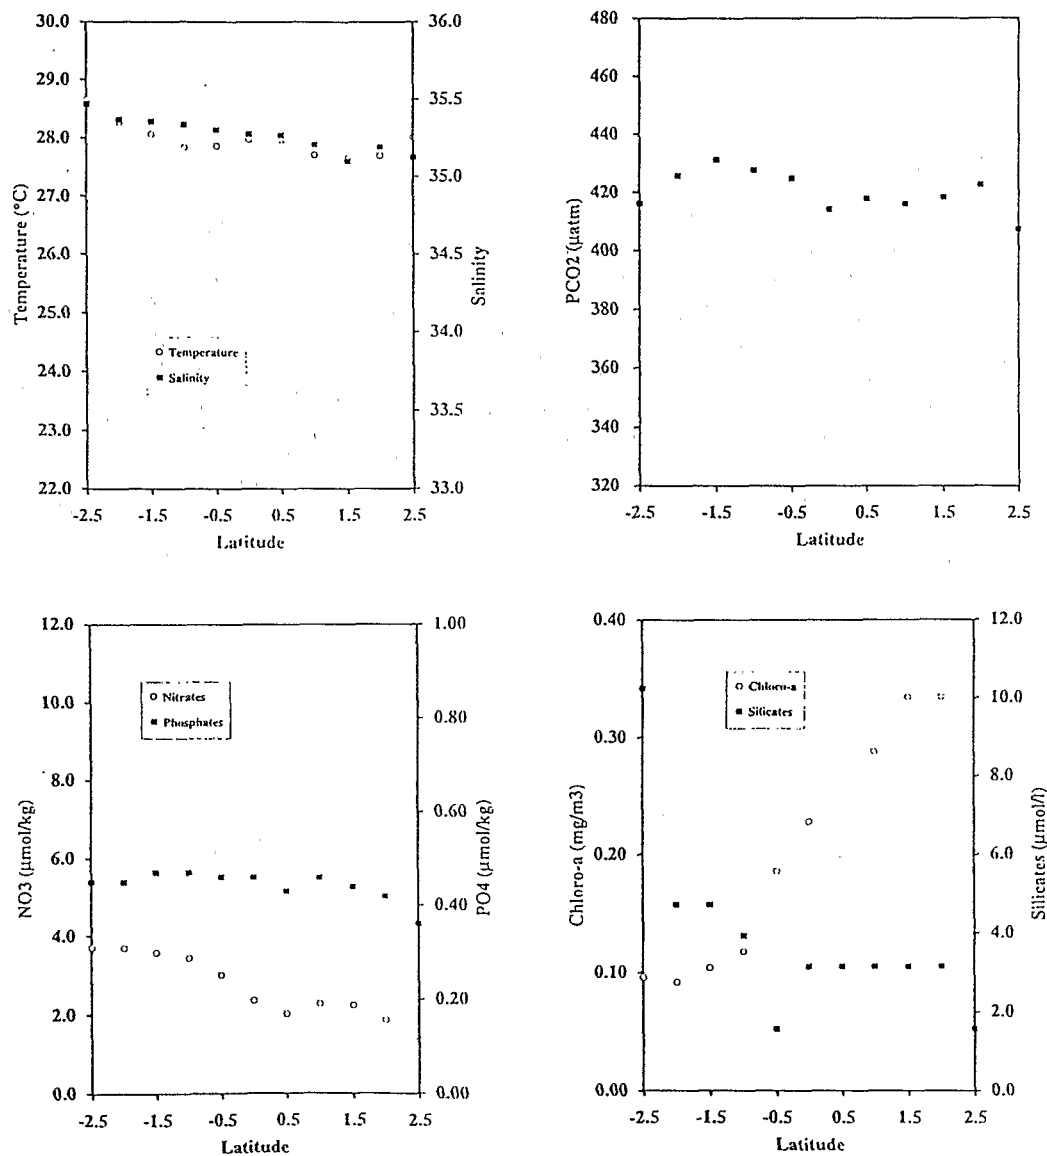 30.0
29.0
28.0
27.0
26.0
25.0
24.0
23.0
22.0
Temperature (°C)
36.0
35.5
35.0
34.5
34.0
33.5
33.0
Salinity
Temperature
Salinity
-2.5 -1.5 -0.5 0.5 1.5 2.5
Latitude
480
460
440
420
400
380
360
340
320
PCO2 (µatm)
-2.5 -1.5 -0.5 0.5 1.5 2.5
Latitude
12.0
10.0
8.0
6.0
4.0
2.0
0.0
NO3 (µmol/kg)
1.00
0.80
0.60
0.40
0.20
0.00
PO4 (µmol/kg)
Nitrates
Phosphates
-2.5 -1.5 -0.5 0.5 1.5 2.5
Latitude
0.40
0.30
0.20
0.10
0.00
Chloro-a (mg/m3)
12.0
10.0
8.0
6.0
4.0
2.0
0.0
Silicates (µmol/l)
Chloro-a
Silicates
-2.5 -1.5 -0.5 0.5 1.5 2.5
Latitude